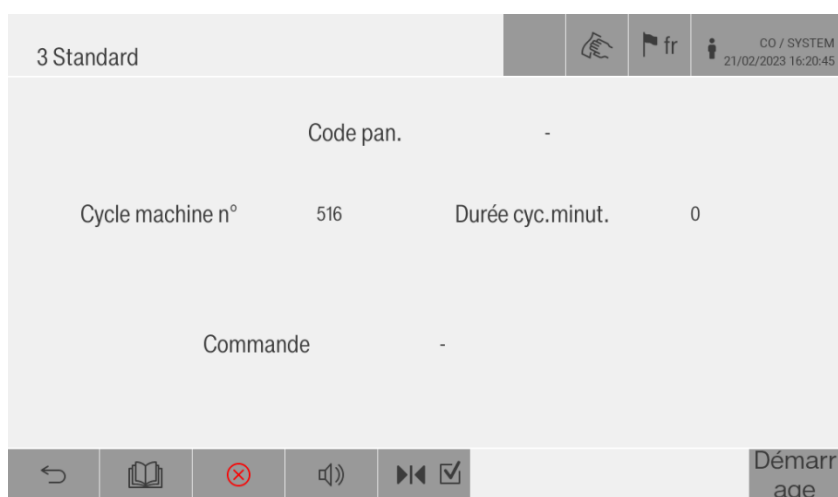 3 Standard
fr
CO / SYSTEM
21/02/2023 16:20:45
Code pan. -
Cycle machine n° 516 Durée cyc.minut. 0
Commande -
Démarr
age